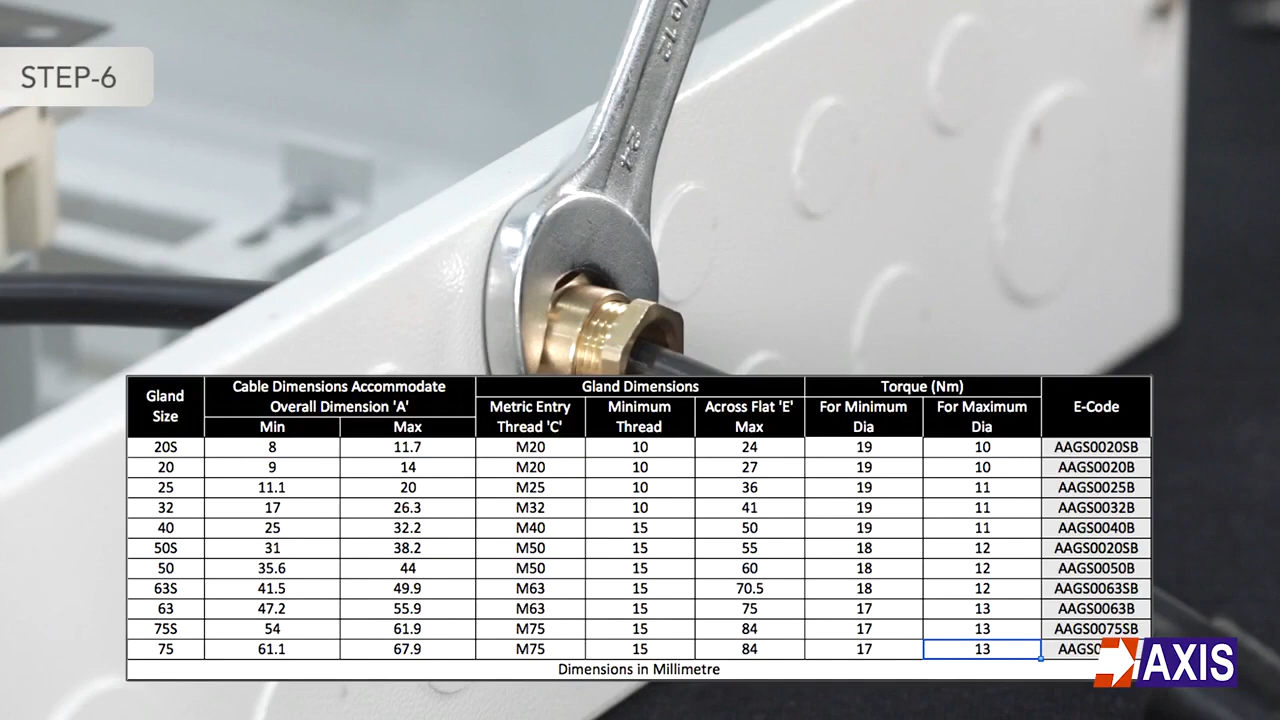 STEP-6
No 12
24
Gland Size
Cable Dimensions Accommodate Overall Dimension 'A'
Gland Dimensions
Torque (Nm)
E-Code
Min
Max
Metric Entry Thread 'C'
Minimum Thread
Across Flat 'E' Max
For Minimum Dia
For Maximum Dia
20S 8 11.7 M20 10 24 19 10 AAGS0020SB
20 9 14 M20 10 27 19 10 AAGS0020B
25 11.1 20 M25 10 36 19 11 AAGS0025B
32 17 26.3 M32 10 41 19 11 AAGS0032B
40 25 32.2 M40 15 50 19 11 AAGS0040B
50S 31 38.2 M50 15 55 18 12 AAGS0020SB
50 35.6 44 M50 15 60 18 12 AAGS0050B
63S 41.5 49.9 M63 15 70.5 18 12 AAGS0063SB
63 47.2 55.9 M63 15 75 17 13 AAGS0063B
75S 54 61.9 M75 15 84 17 13 AAGS0075SB
75 61.1 67.9 M75 15 84 17 13
Dimensions in Millimetre
AXIS